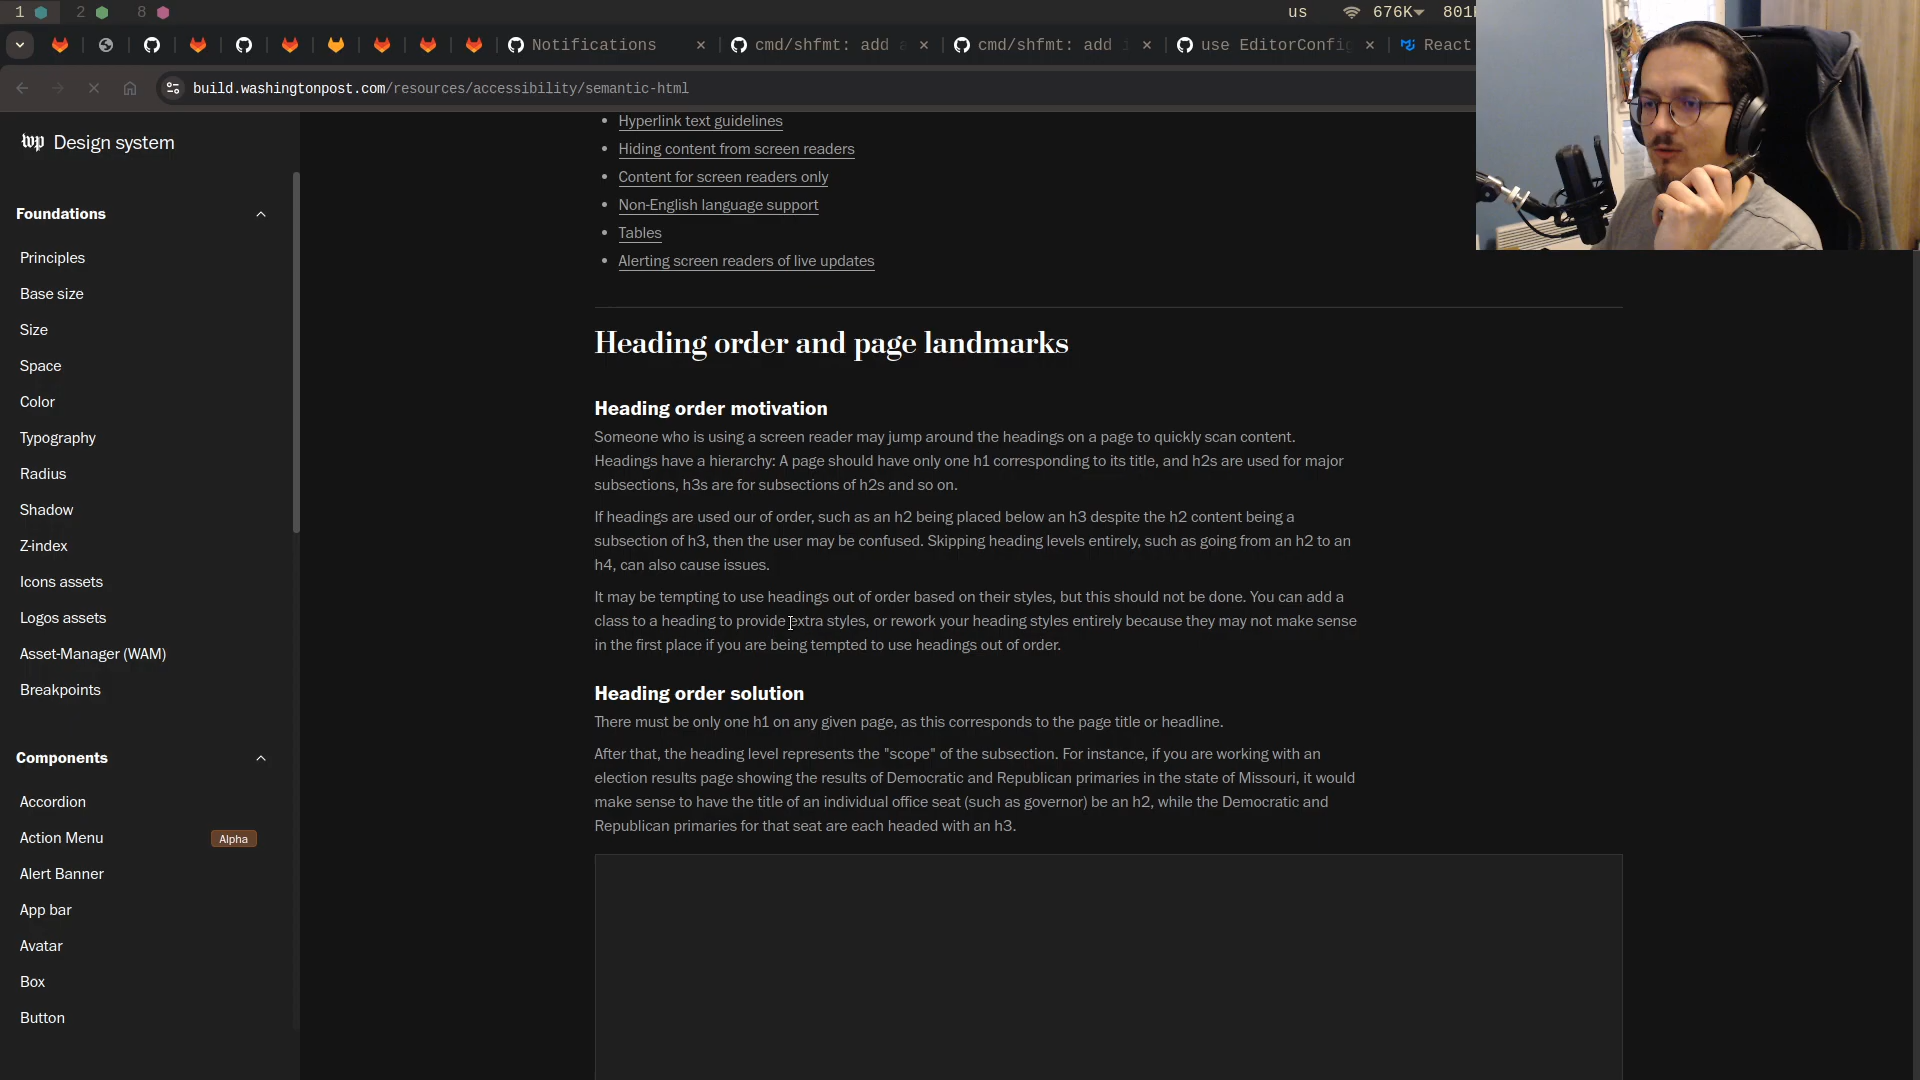 1 2 8 us 676K 801
Notifications × cmd/shfmt: add × cmd/shfmt: add × use EditorConfig × React
build.washingtonpost.com/resources/accessibility/semantic-html
wp Design system
Foundations
Principles
Base size
Size
Space
Color
Typography
Radius
Shadow
Z-index
Icons assets
Logos assets
Asset-Manager (WAM)
Breakpoints
Components
Accordion
Action Menu Alpha
Alert Banner
App bar
Avatar
Box
Button
• Hyperlink text guidelines
• Hiding content from screen readers
• Content for screen readers only
• Non-English language support
• Tables
• Alerting screen readers of live updates
Heading order and page landmarks
Heading order motivation
Someone who is using a screen reader may jump around the headings on a page to quickly scan content.
Headings have a hierarchy: A page should have only one h1 corresponding to its title, and h2s are used for major
subsections, h3s are for subsections of h2s and so on.
If headings are used our of order, such as an h2 being placed below an h3 despite the h2 content being a
subsection of h3, then the user may be confused. Skipping heading levels entirely, such as going from an h2 to an
h4, can also cause issues.
It may be tempting to use headings out of order based on their styles, but this should not be done. You can add a
class to a heading to provide extra styles, or rework your heading styles entirely because they may not make sense
in the first place if you are being tempted to use headings out of order.
Heading order solution
There must be only one h1 on any given page, as this corresponds to the page title or headline.
After that, the heading level represents the "scope" of the subsection. For instance, if you are working with an
election results page showing the results of Democratic and Republican primaries in the state of Missouri, it would
make sense to have the title of an individual office seat (such as governor) be an h2, while the Democratic and
Republican primaries for that seat are each headed with an h3.